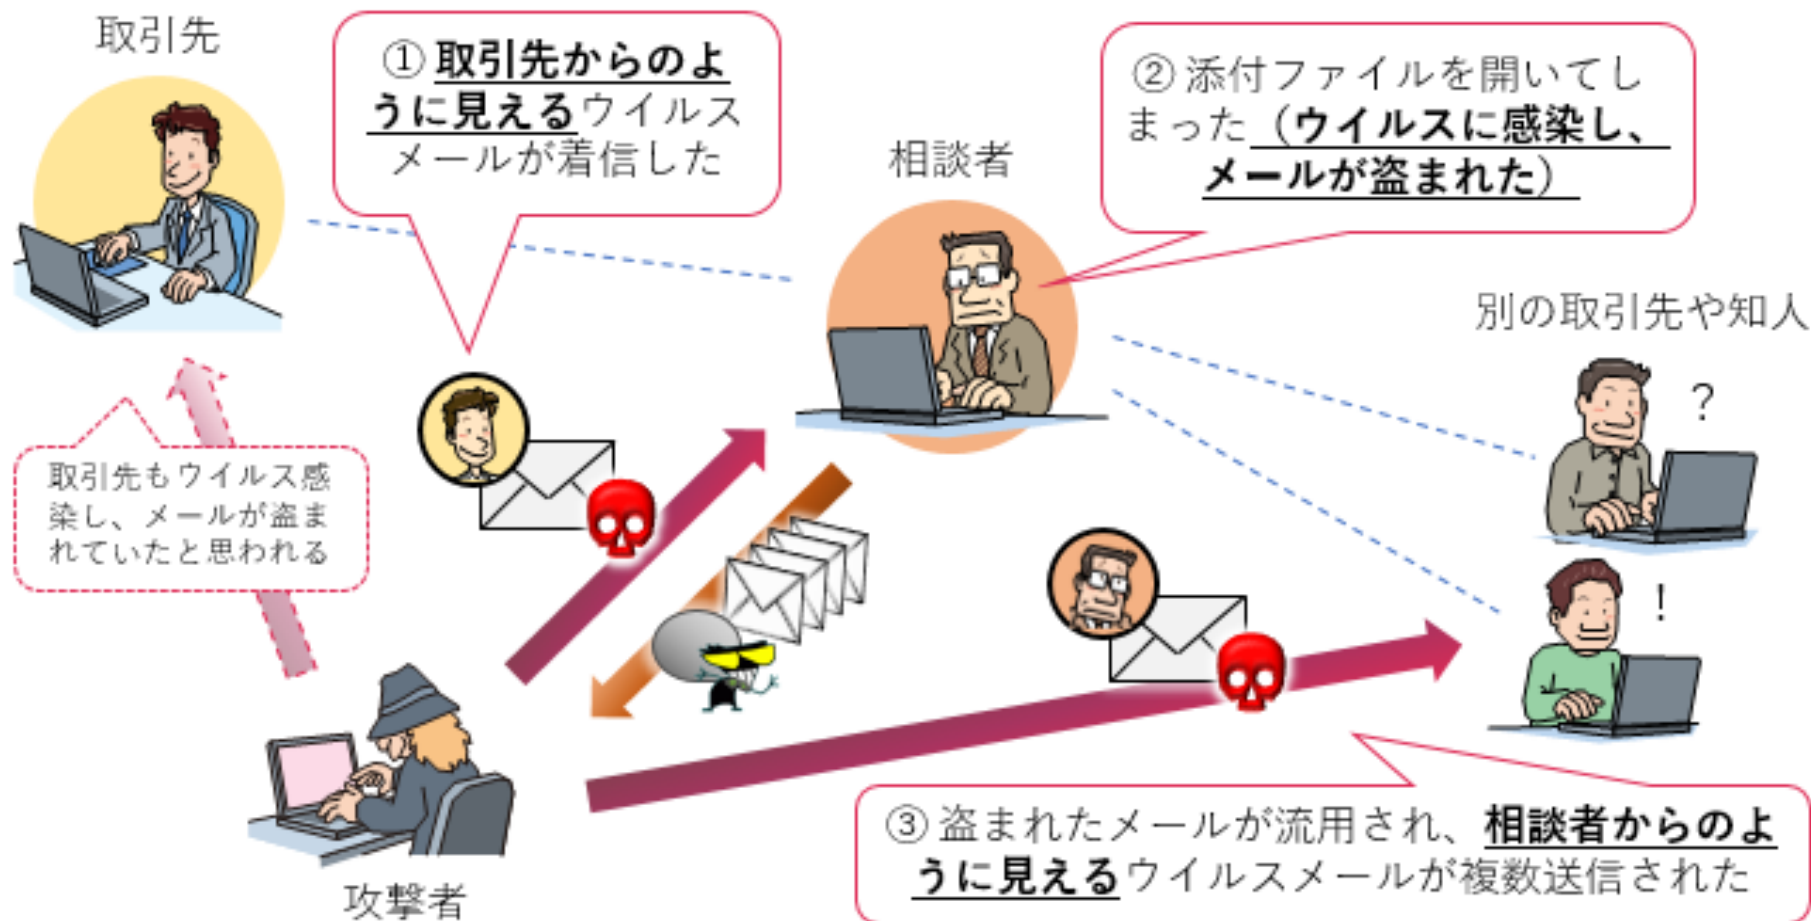 取引先
① 取引先からのよ
うに見えるウイルス
メールが着信した
② 添付ファイルを開いてし
まった（ウイルスに感染し、
メールが盗まれた）
相談者
別の取引先や知人
?
!
取引先もウイルス感
染し、メールが盗ま
れていたと思われる
③ 盗まれたメールが流用され、相談者からのよ
うに見えるウイルスメールが複数送信された
攻撃者